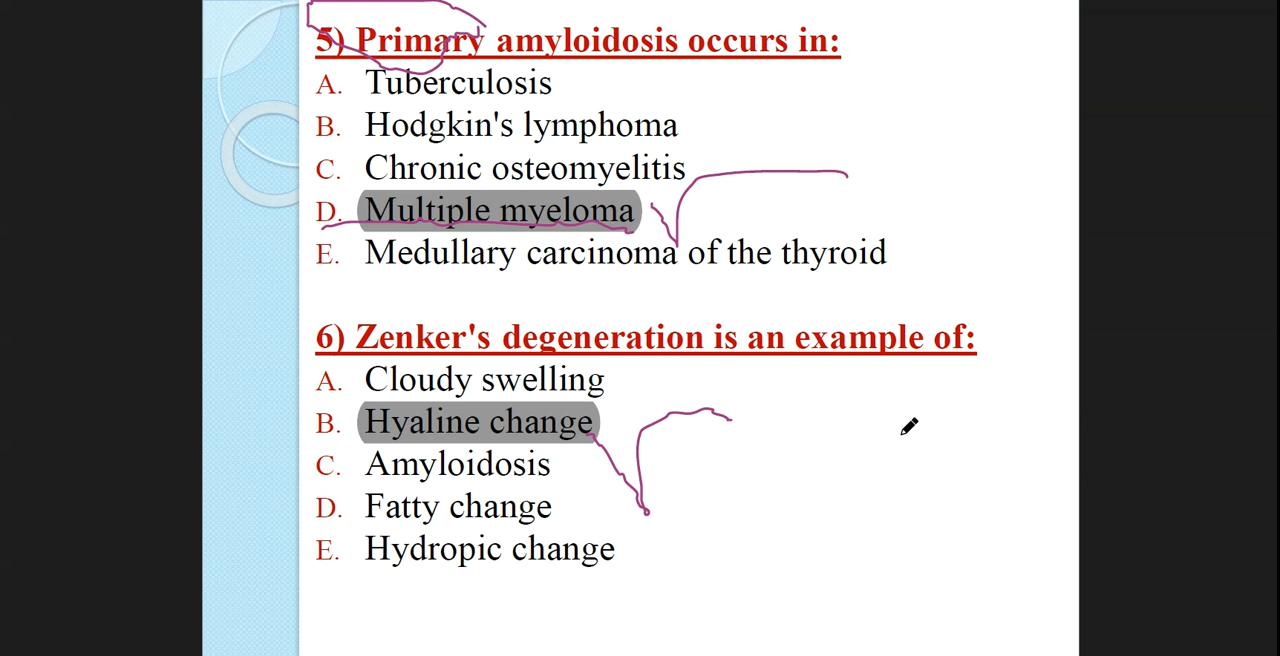 5) Primary amyloidosis occurs in:
A. Tuberculosis
B. Hodgkin's lymphoma
C. Chronic osteomyelitis
D. Multiple myeloma
E. Medullary carcinoma of the thyroid
6) Zenker's degeneration is an example of:
A. Cloudy swelling
B. Hyaline change
C. Amyloidosis
D. Fatty change
E. Hydropic change